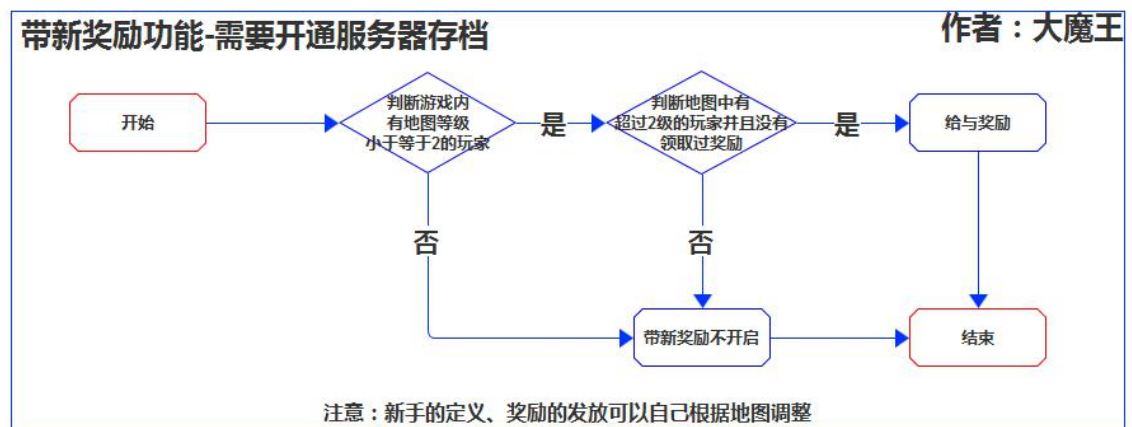 带新奖励功能-需要开通服务器存档
作者：大魔王
开始
判断游戏内
有地图等级
小于等于2的玩家
是
判断地图中有
超过2级的玩家并且没有
领取过奖励
是
给与奖励
否
否
带新奖励不开启
结束
注意：新手的定义、奖励的发放可以自己根据地图调整